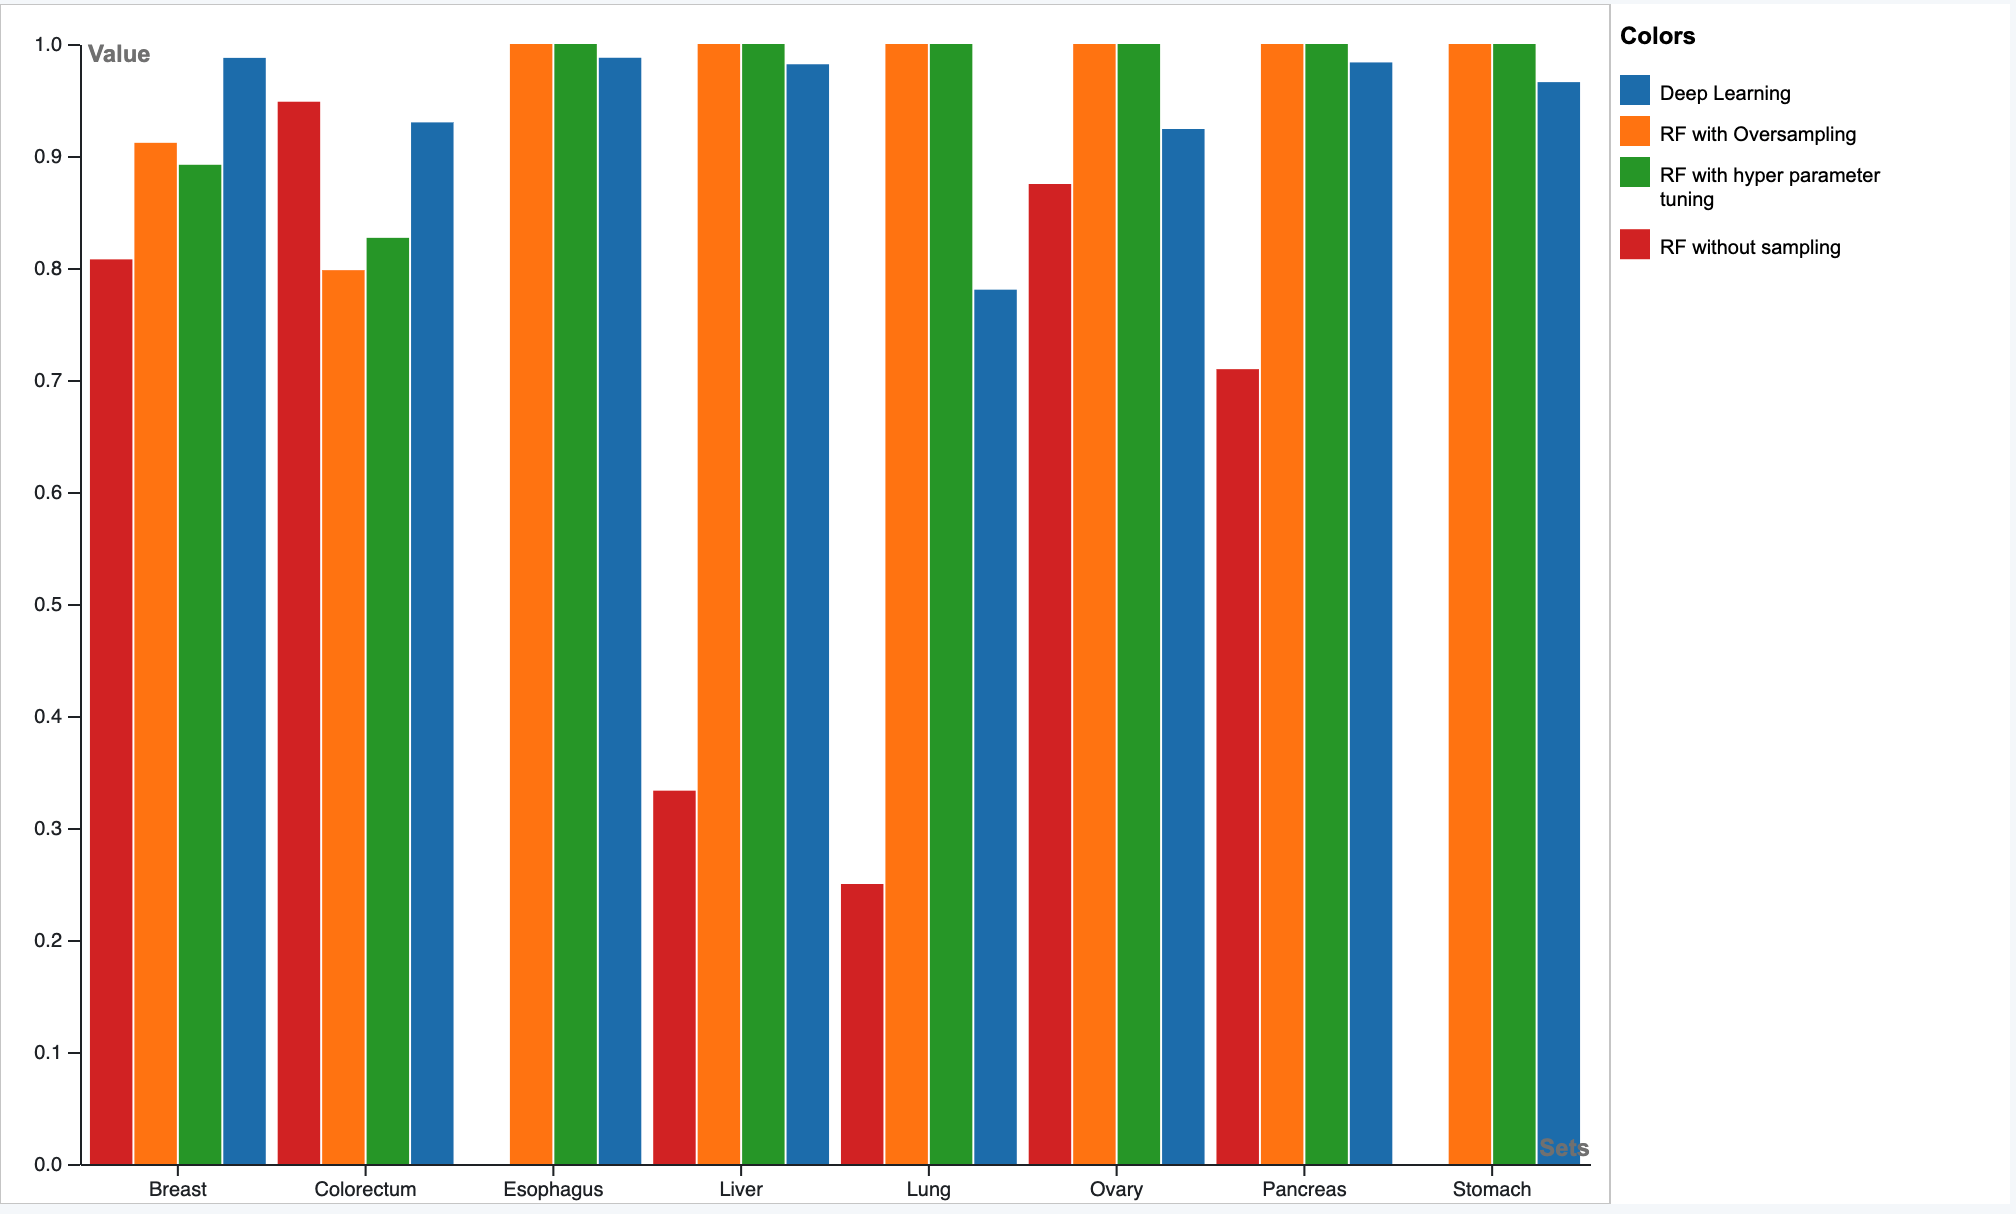 Value
1.0
0.9
0.8
0.7
0.6
0.5
0.4
0.3
0.2
0.1
0.0
Sets
Breast
Colorectum
Esophagus
Liver
Lung
Ovary
Pancreas
Stomach
Colors
Deep Learning
RF with Oversampling
RF with hyper parameter
tuning
RF without sampling